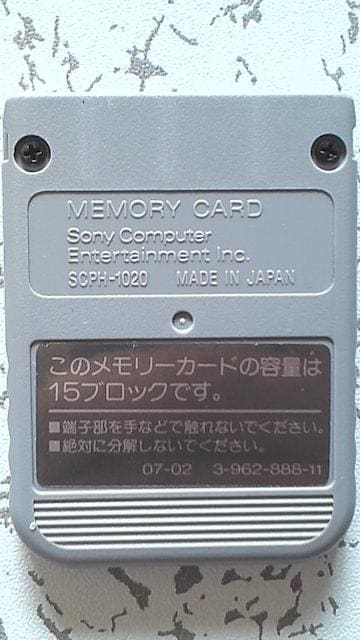 MEMORY CARD
Sony Computer
Entertainment Inc.
SCPH-1020 MADE IN JAPAN
このメモリーカードの容量は
15ブロックです。
■端子部を手などで触れないでください。
■絶対に分解しないでください。
07-02 3-962-888-11